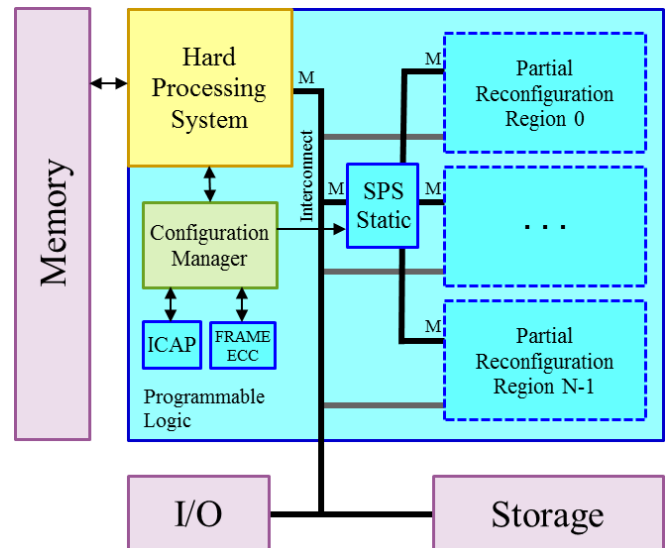 Memory
Hard
Processing
System
M
Interconnect
M
SPS
Static
M
Partial
Reconfiguration
Region 0
M
. . .
M
Partial
Reconfiguration
Region N-1
Configuration
Manager
ICAP
FRAME
ECC
Programmable
Logic
I/O
Storage